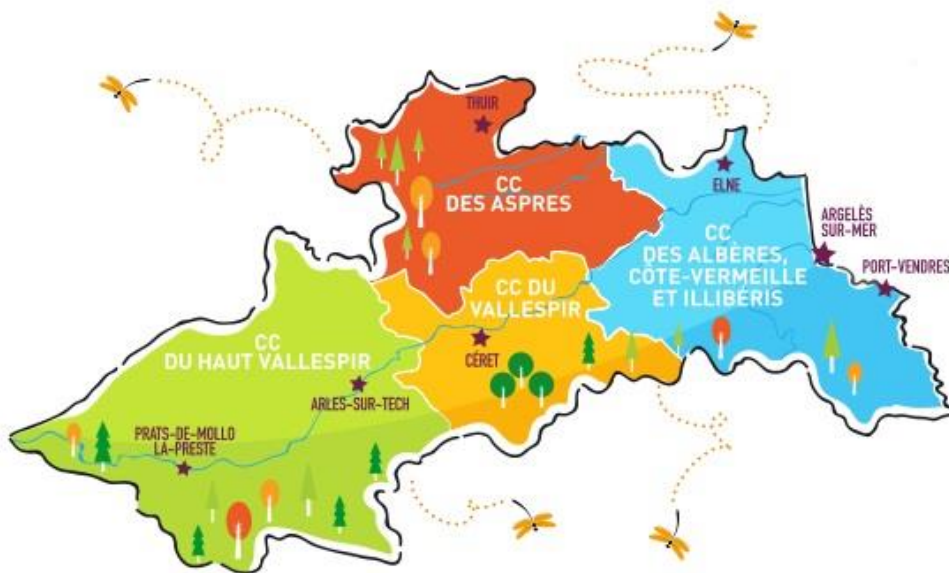 THUIR
CC
DES ASPRES
ELNE
ARGELÈS
SUR-MER
CC
DES ALBÈRES,
CÔTE-VERMEILLE
ET ILLIBÉRIS
PORT-VENDRES
CC DU
VALLESPIR
CÉRET
CC
DU HAUT VALLESPIR
ARLES-SUR-TECH
PRATS-DE-MOLLO
LA-PRESTE